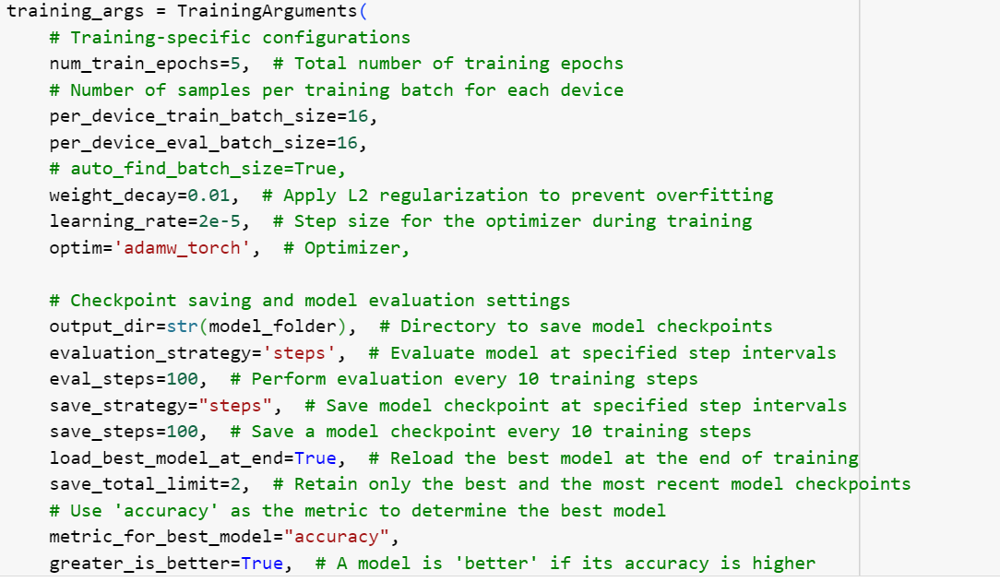 training_args = TrainingArguments(
    # Training-specific configurations
    num_train_epochs=5,  # Total number of training epochs
    # Number of samples per training batch for each device
    per_device_train_batch_size=16,
    per_device_eval_batch_size=16,
    # auto_find_batch_size=True,
    weight_decay=0.01,  # Apply L2 regularization to prevent overfitting
    learning_rate=2e-5,  # Step size for the optimizer during training
    optim='adamw_torch',  # Optimizer,

    # Checkpoint saving and model evaluation settings
    output_dir=str(model_folder),  # Directory to save model checkpoints
    evaluation_strategy='steps',  # Evaluate model at specified step intervals
    eval_steps=100,  # Perform evaluation every 10 training steps
    save_strategy="steps",  # Save model checkpoint at specified step intervals
    save_steps=100,  # Save a model checkpoint every 10 training steps
    load_best_model_at_end=True,  # Reload the best model at the end of training
    save_total_limit=2,  # Retain only the best and the most recent model checkpoints
    # Use 'accuracy' as the metric to determine the best model
    metric_for_best_model="accuracy",
    greater_is_better=True,  # A model is 'better' if its accuracy is higher